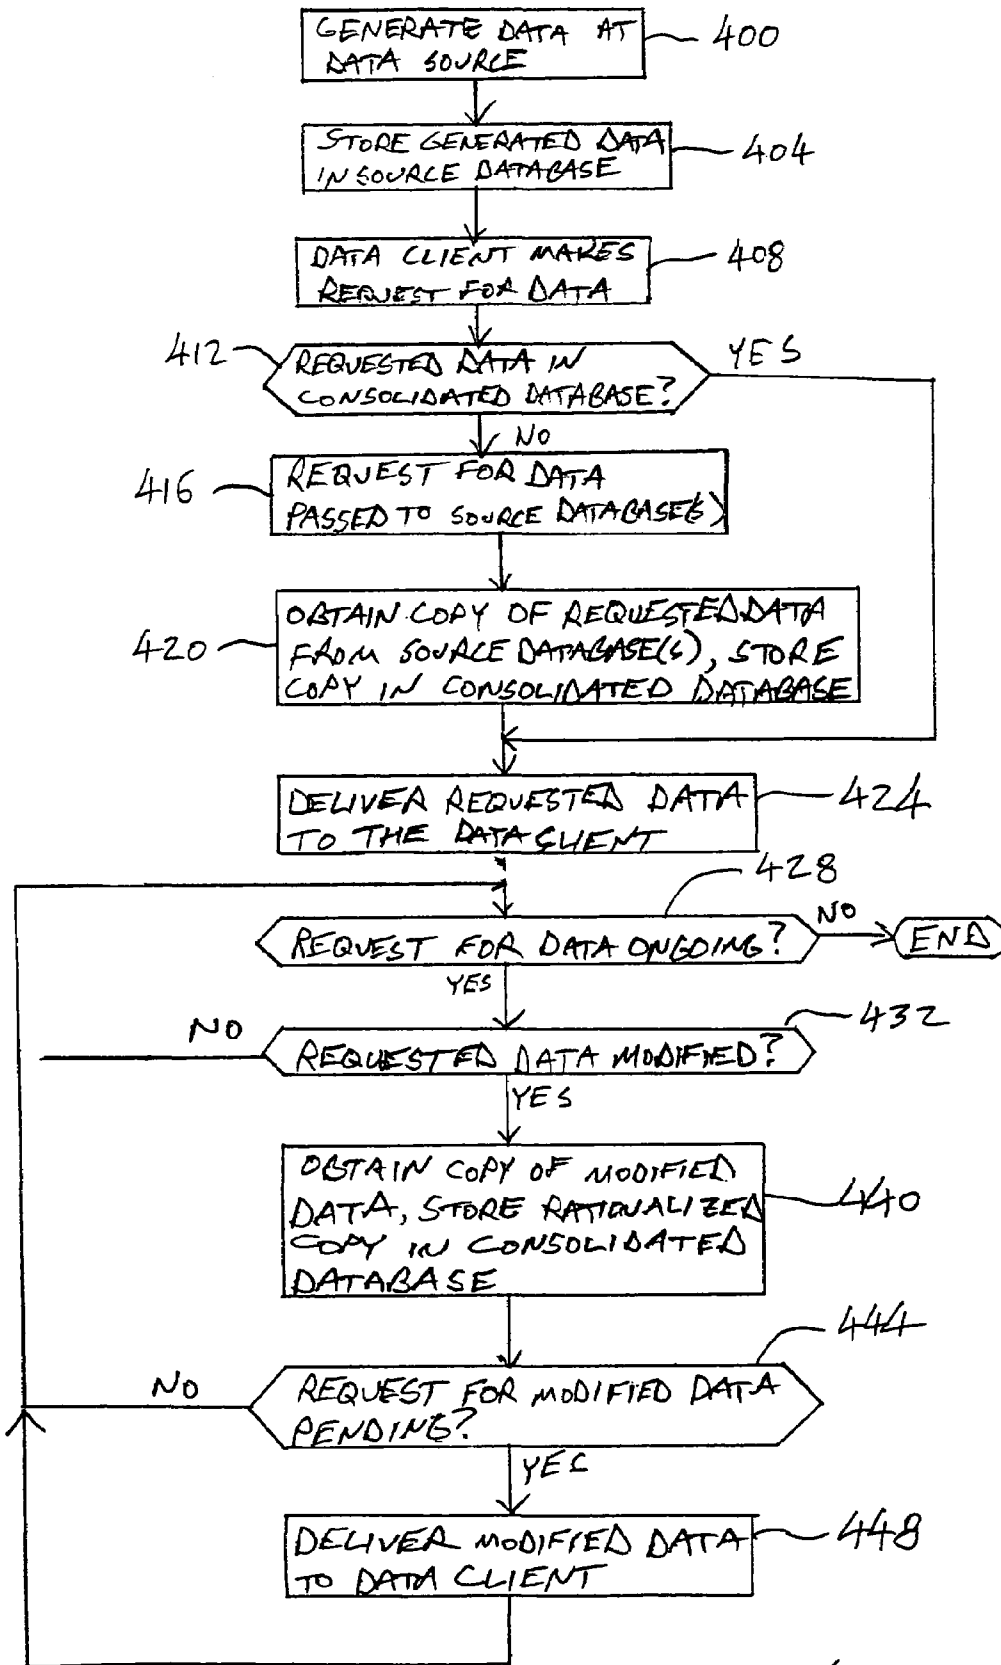 GENERATE DATA AT
DATA SOURCE
400
STORE GENERATED DATA
IN SOURCE DATABASE
404
DATA CLIENT MAKES
REQUEST FOR DATA
408
412
REQUESTED DATA IN
CONSOLIDATED DATABASE?
YES
NO
416
REQUEST FOR DATA
PASSED TO SOURCE DATABASE(S)
420
OBTAIN COPY OF REQUESTED DATA
FROM SOURCE DATABASE(S), STORE
COPY IN CONSOLIDATED DATABASE
DELIVER REQUESTED DATA
TO THE DATA CLIENT
424
428
REQUEST FOR DATA ONGOING?
NO
END
YES
432
NO
REQUESTED DATA MODIFIED?
YES
OBTAIN COPY OF MODIFIED
DATA, STORE RATIONALIZED
COPY IN CONSOLIDATED
DATABASE
440
444
NO
REQUEST FOR MODIFIED DATA
PENDING?
YES
DELIVER MODIFIED DATA
TO DATA CLIENT
448